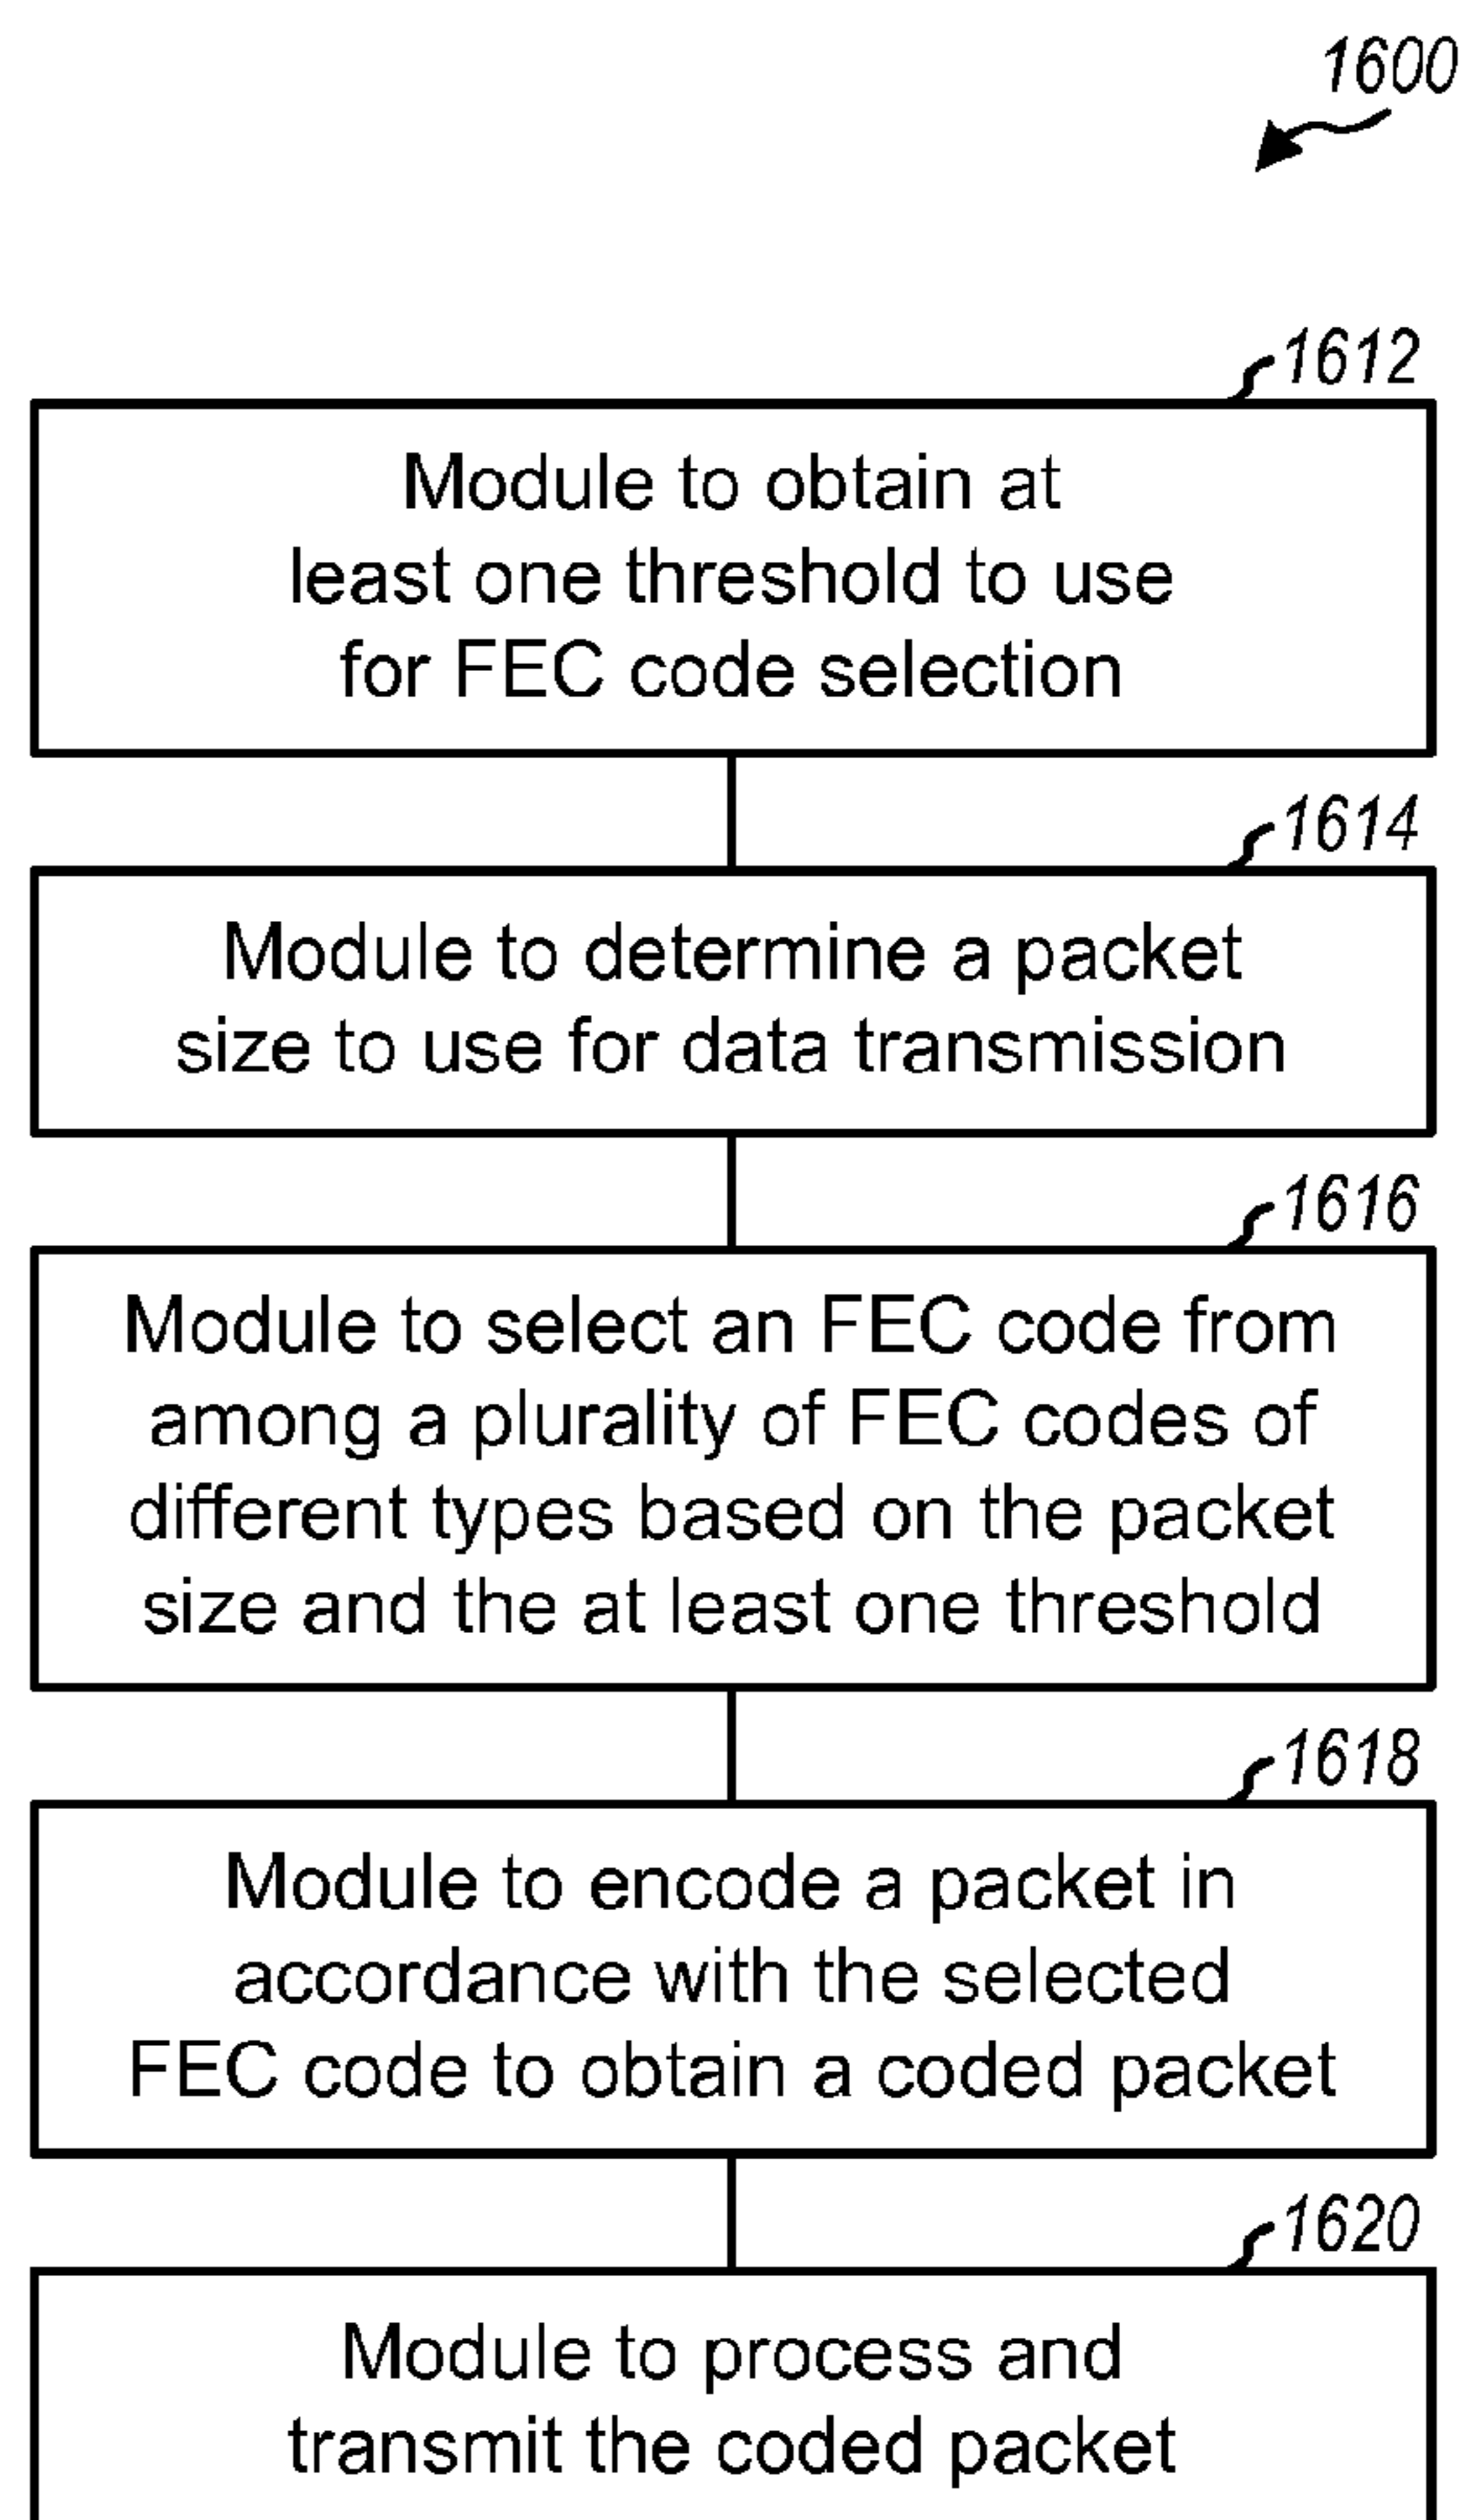 1600
1612
Module to obtain at
least one threshold to use
for FEC code selection
1614
Module to determine a packet
size to use for data transmission
1616
Module to select an FEC code from
among a plurality of FEC codes of
different types based on the packet
size and the at least one threshold
1618
Module to encode a packet in
accordance with the selected
FEC code to obtain a coded packet
1620
Module to process and
transmit the coded packet